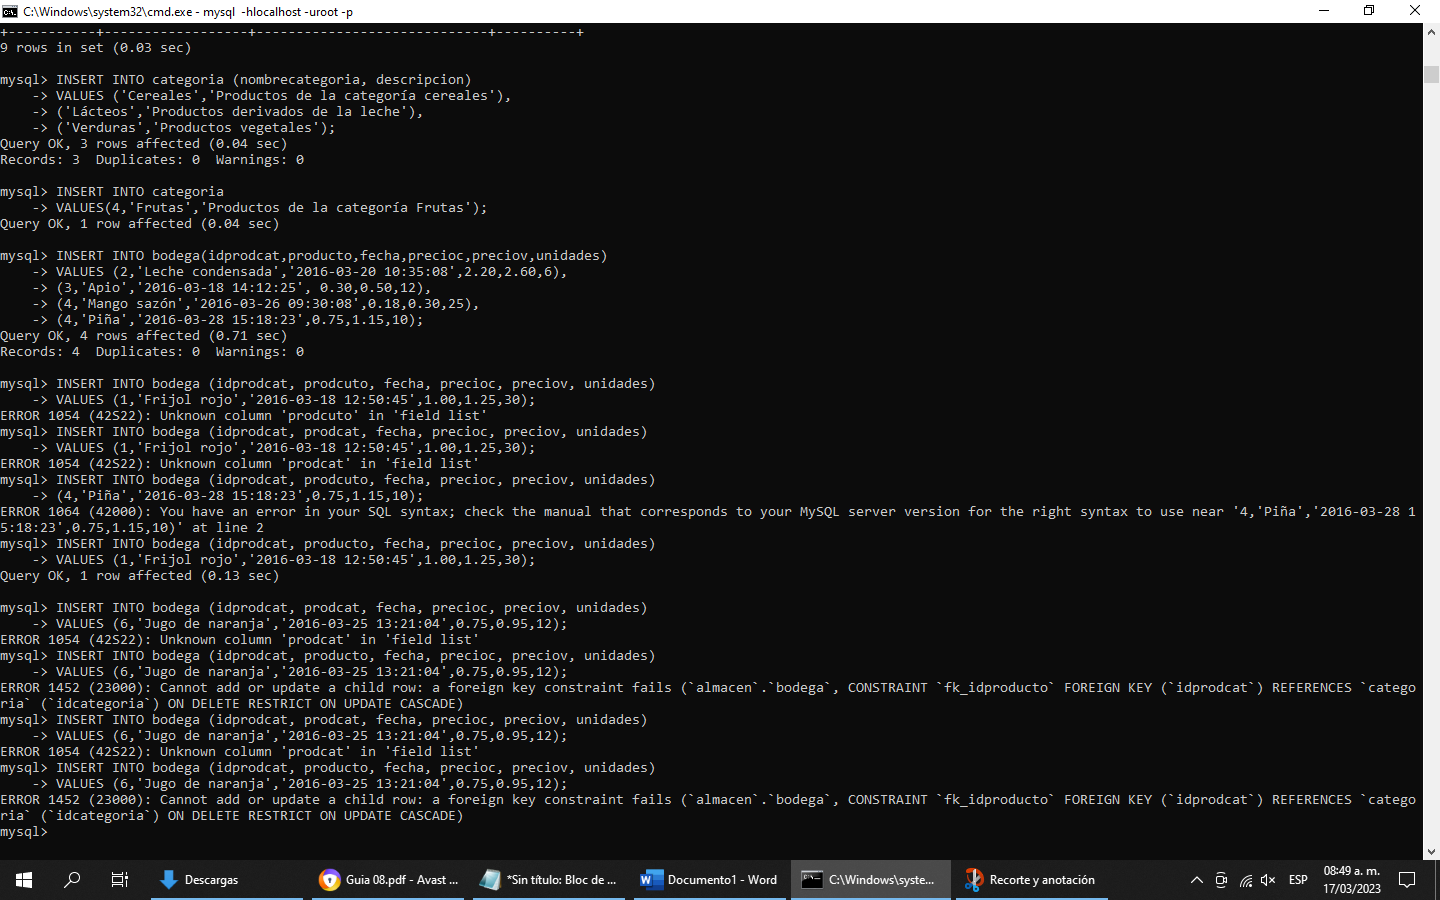 C:\Windows\system32\cmd.exe - mysql  -hlocalhost -uroot -p
+-----------+------------------+-----------------------------+----------+
9 rows in set (0.03 sec)
mysql> INSERT INTO categoria (nombrecategoria, descripcion)
    -> VALUES ('Cereales','Productos de la categoría cereales'),
    -> ('Lácteos','Productos derivados de la leche'),
    -> ('Verduras','Productos vegetales');
Query OK, 3 rows affected (0.04 sec)
Records: 3  Duplicates: 0  Warnings: 0
mysql> INSERT INTO categoria
    -> VALUES(4,'Frutas','Productos de la categoría Frutas');
Query OK, 1 row affected (0.04 sec)
mysql> INSERT INTO bodega(idprodcat,producto,fecha,precioc,preciov,unidades)
    -> VALUES (2,'Leche condensada','2016-03-20 10:35:08',2.20,2.60,6),
    -> (3,'Apio','2016-03-18 14:12:25', 0.30,0.50,12),
    -> (4,'Mango sazón','2016-03-26 09:30:08',0.18,0.30,25),
    -> (4,'Piña','2016-03-28 15:18:23',0.75,1.15,10);
Query OK, 4 rows affected (0.71 sec)
Records: 4  Duplicates: 0  Warnings: 0
mysql> INSERT INTO bodega (idprodcat, prodcuto, fecha, precioc, preciov, unidades)
    -> VALUES (1,'Frijol rojo','2016-03-18 12:50:45',1.00,1.25,30);
ERROR 1054 (42S22): Unknown column 'prodcuto' in 'field list'
mysql> INSERT INTO bodega (idprodcat, prodcat, fecha, precioc, preciov, unidades)
    -> VALUES (1,'Frijol rojo','2016-03-18 12:50:45',1.00,1.25,30);
ERROR 1054 (42S22): Unknown column 'prodcat' in 'field list'
mysql> INSERT INTO bodega (idprodcat, prodcuto, fecha, precioc, preciov, unidades)
    -> (4,'Piña','2016-03-28 15:18:23',0.75,1.15,10);
ERROR 1064 (42000): You have an error in your SQL syntax; check the manual that corresponds to your MySQL server version for the right syntax to use near '4,'Piña','2016-03-28 1
5:18:23',0.75,1.15,10)' at line 2
mysql> INSERT INTO bodega (idprodcat, producto, fecha, precioc, preciov, unidades)
    -> VALUES (1,'Frijol rojo','2016-03-18 12:50:45',1.00,1.25,30);
Query OK, 1 row affected (0.13 sec)
mysql> INSERT INTO bodega (idprodcat, prodcat, fecha, precioc, preciov, unidades)
    -> VALUES (6,'Jugo de naranja','2016-03-25 13:21:04',0.75,0.95,12);
ERROR 1054 (42S22): Unknown column 'prodcat' in 'field list'
mysql> INSERT INTO bodega (idprodcat, producto, fecha, precioc, preciov, unidades)
    -> VALUES (6,'Jugo de naranja','2016-03-25 13:21:04',0.75,0.95,12);
ERROR 1452 (23000): Cannot add or update a child row: a foreign key constraint fails (`almacen`.`bodega`, CONSTRAINT `fk_idproducto` FOREIGN KEY (`idprodcat`) REFERENCES `catego
ria` (`idcategoria`) ON DELETE RESTRICT ON UPDATE CASCADE)
mysql> INSERT INTO bodega (idprodcat, prodcat, fecha, precioc, preciov, unidades)
    -> VALUES (6,'Jugo de naranja','2016-03-25 13:21:04',0.75,0.95,12);
ERROR 1054 (42S22): Unknown column 'prodcat' in 'field list'
mysql> INSERT INTO bodega (idprodcat, producto, fecha, precioc, preciov, unidades)
    -> VALUES (6,'Jugo de naranja','2016-03-25 13:21:04',0.75,0.95,12);
ERROR 1452 (23000): Cannot add or update a child row: a foreign key constraint fails (`almacen`.`bodega`, CONSTRAINT `fk_idproducto` FOREIGN KEY (`idprodcat`) REFERENCES `catego
ria` (`idcategoria`) ON DELETE RESTRICT ON UPDATE CASCADE)
mysql>
Descargas
Guia 08.pdf - Avast ...
*Sin título: Bloc de ...
Documento1 - Word
C:\Windows\syste...
Recorte y anotación
ESP
08:49 a. m.
17/03/2023